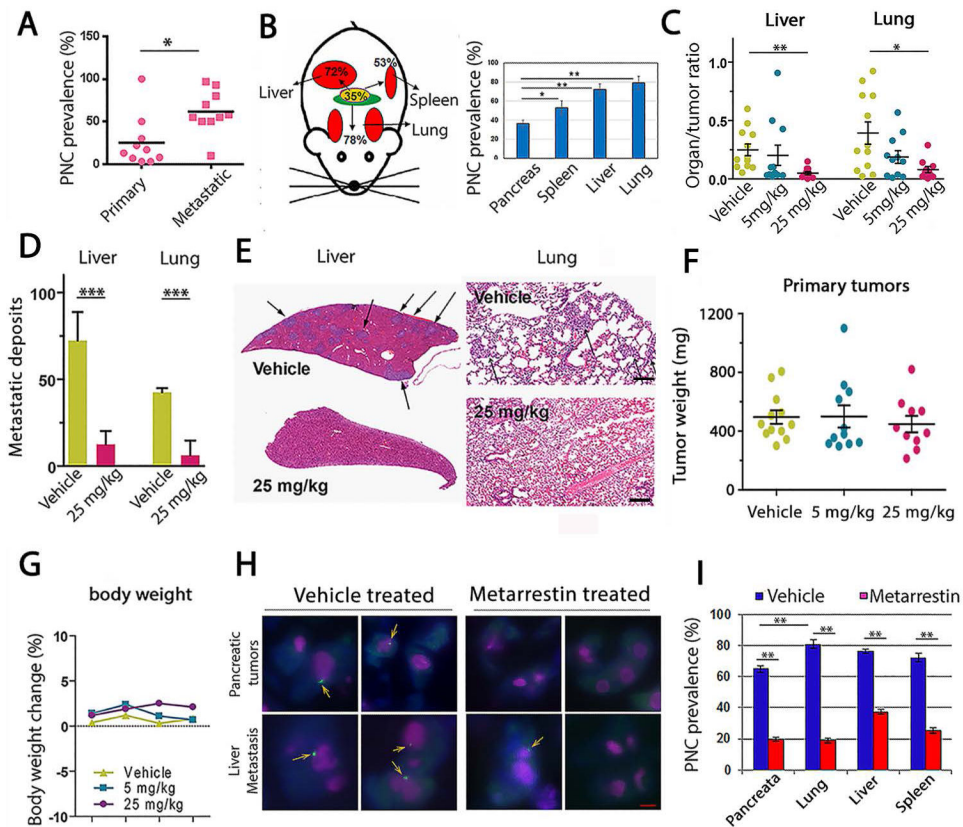 A
PNC prevalence (%)
150
100
50
0
*
Primary
Metastatic
B
Liver
72%
53%
35%
Spleen
Lung
78%
PNC prevalence (%)
100
90
80
70
60
50
40
30
20
10
0
**
**
*
Pancreas
Spleen
Liver
Lung
C
Liver
Lung
Organ/tumor ratio
1.0
0.5
0.0
**
*
Vehicle
5mg/kg
25 mg/kg
Vehicle
5mg/kg
25 mg/kg
D
Liver
Lung
Metastatic deposits
100
50
0
***
***
Vehicle
25 mg/kg
Vehicle
25 mg/kg
E
Liver
Lung
Vehicle
25 mg/kg
Vehicle
25 mg/kg
F
Primary tumors
Tumor weight (mg)
1200
800
400
0
Vehicle
5 mg/kg
25 mg/kg
G
body weight
Body weight change (%)
10
5
0
-5
-10
Vehicle
5 mg/kg
25 mg/kg
H
Vehicle treated
Metarrestin treated
Pancreatic
tumors
Liver
Metastasis
I
Vehicle
Metarrestin
PNC prevalence (%)
100
80
60
40
20
0
**
**
**
**
**
Pancreata
Lung
Liver
Spleen